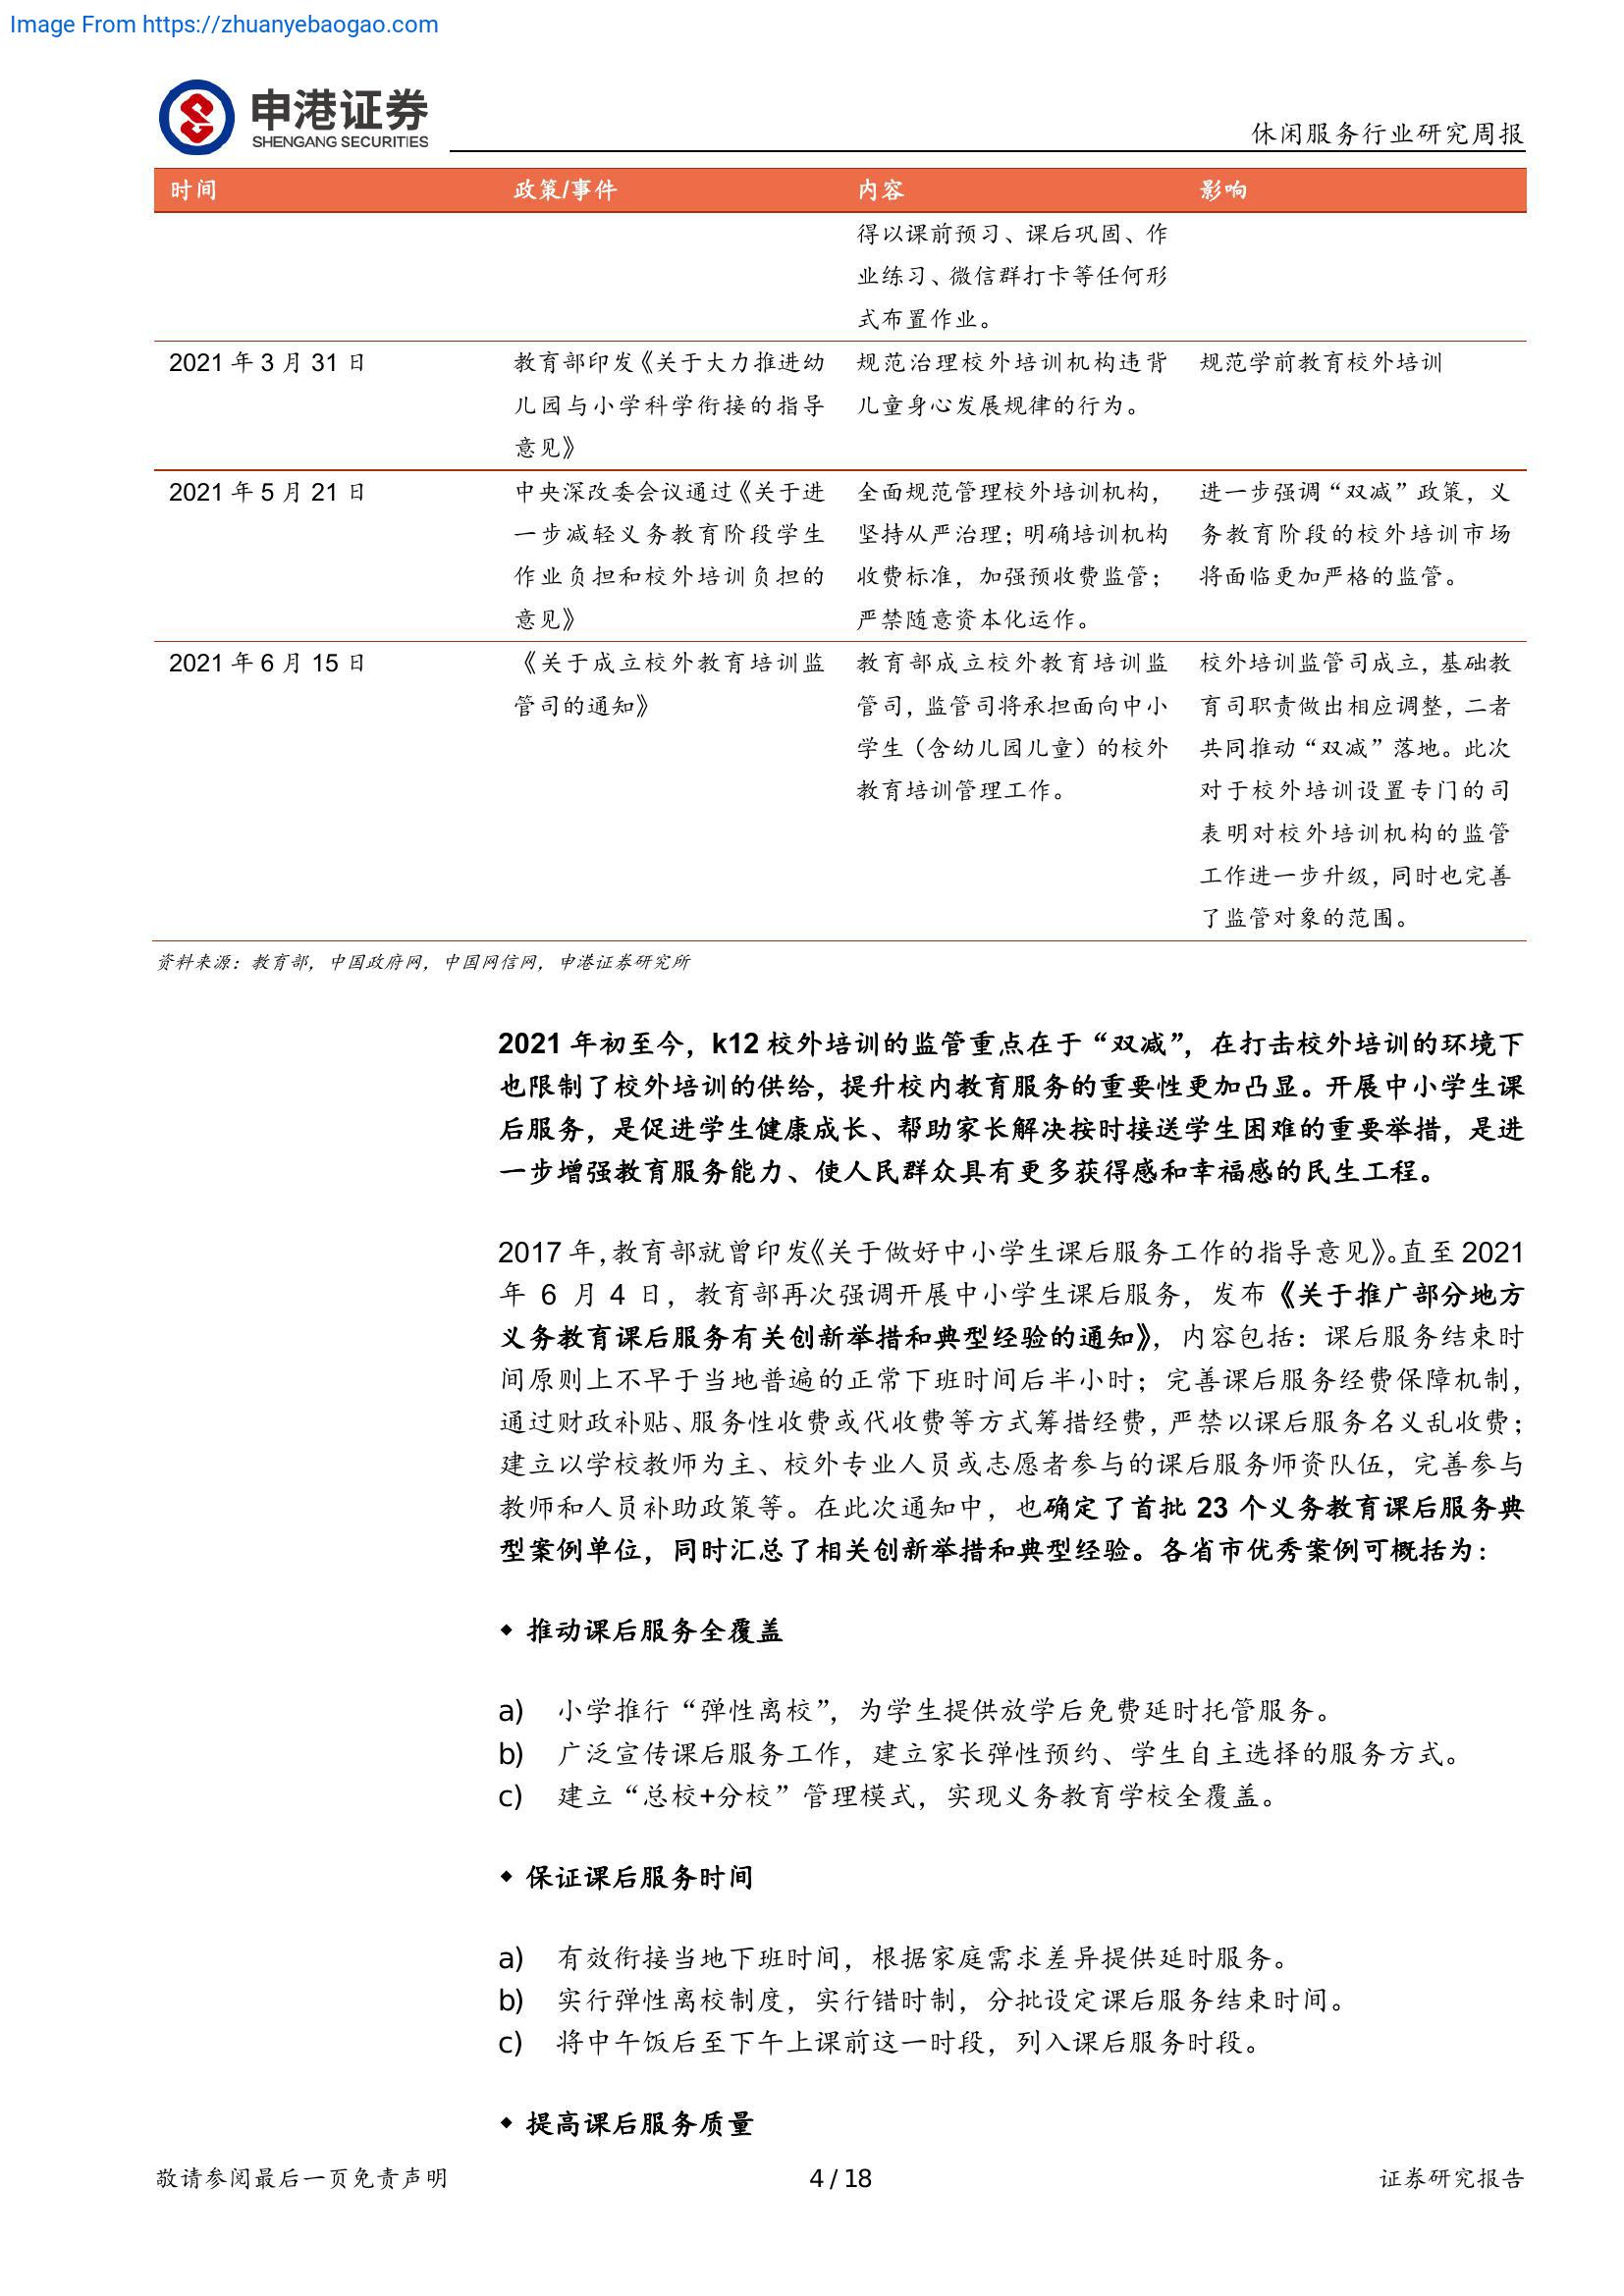 Image From https://zhuanyebaogao.com
申港证券
SHENGANG SECURITIES
休闲服务行业研究周报
时间 政策/事件 内容 影响
得以课前预习、课后巩固、作
业练习、微信群打卡等任何形
式布置作业。
2021 年 3 月 31 日 教育部印发《关于大力推进幼 规范治理校外培训机构违背 规范学前教育校外培训
儿园与小学科学衔接的指导 儿童身心发展规律的行为。
意见》
2021 年 5 月 21 日 中央深改委会议通过《关于进 全面规范管理校外培训机构， 进一步强调“双减”政策，义
一步减轻义务教育阶段学生 坚持从严治理；明确培训机构 务教育阶段的校外培训市场
作业负担和校外培训负担的 收费标准，加强预收费监管； 将面临更加严格的监管。
意见》 严禁随意资本化运作。
2021 年 6 月 15 日 《关于成立校外教育培训监 教育部成立校外教育培训监 校外培训监管司成立，基础教
管司的通知》 管司，监管司将承担面向中小 育司职责做出相应调整，二者
学生（含幼儿园儿童）的校外 共同推动“双减”落地。此次
教育培训管理工作。 对于校外培训设置专门的司
表明对校外培训机构的监管
工作进一步升级，同时也完善
了监管对象的范围。
资料来源：教育部，中国政府网，中国网信网，申港证券研究所
2021 年初至今，k12 校外培训的监管重点在于“双减”，在打击校外培训的环境下
也限制了校外培训的供给，提升校内教育服务的重要性更加凸显。开展中小学生课
后服务，是促进学生健康成长、帮助家长解决按时接送学生困难的重要举措，是进
一步增强教育服务能力、使人民群众具有更多获得感和幸福感的民生工程。
2017 年，教育部就曾印发《关于做好中小学生课后服务工作的指导意见》。直至 2021
年 6 月 4 日，教育部再次强调开展中小学生课后服务，发布《关于推广部分地方
义务教育课后服务有关创新举措和典型经验的通知》，内容包括：课后服务结束时
间原则上不早于当地普遍的正常下班时间后半小时；完善课后服务经费保障机制，
通过财政补贴、服务性收费或代收费等方式筹措经费，严禁以课后服务名义乱收费；
建立以学校教师为主、校外专业人员或志愿者参与的课后服务师资队伍，完善参与
教师和人员补助政策等。在此次通知中，也确定了首批 23 个义务教育课后服务典
型案例单位，同时汇总了相关创新举措和典型经验。各省市优秀案例可概括为：
◆ 推动课后服务全覆盖
a) 小学推行“弹性离校”，为学生提供放学后免费延时托管服务。
b) 广泛宣传课后服务工作，建立家长弹性预约、学生自主选择的服务方式。
c) 建立“总校+分校”管理模式，实现义务教育学校全覆盖。
◆ 保证课后服务时间
a) 有效衔接当地下班时间，根据家庭需求差异提供延时服务。
b) 实行弹性离校制度，实行错时制，分批设定课后服务结束时间。
c) 将中午饭后至下午上课前这一时段，列入课后服务时段。
◆ 提高课后服务质量
敬请参阅最后一页免责声明 4 / 18 证券研究报告